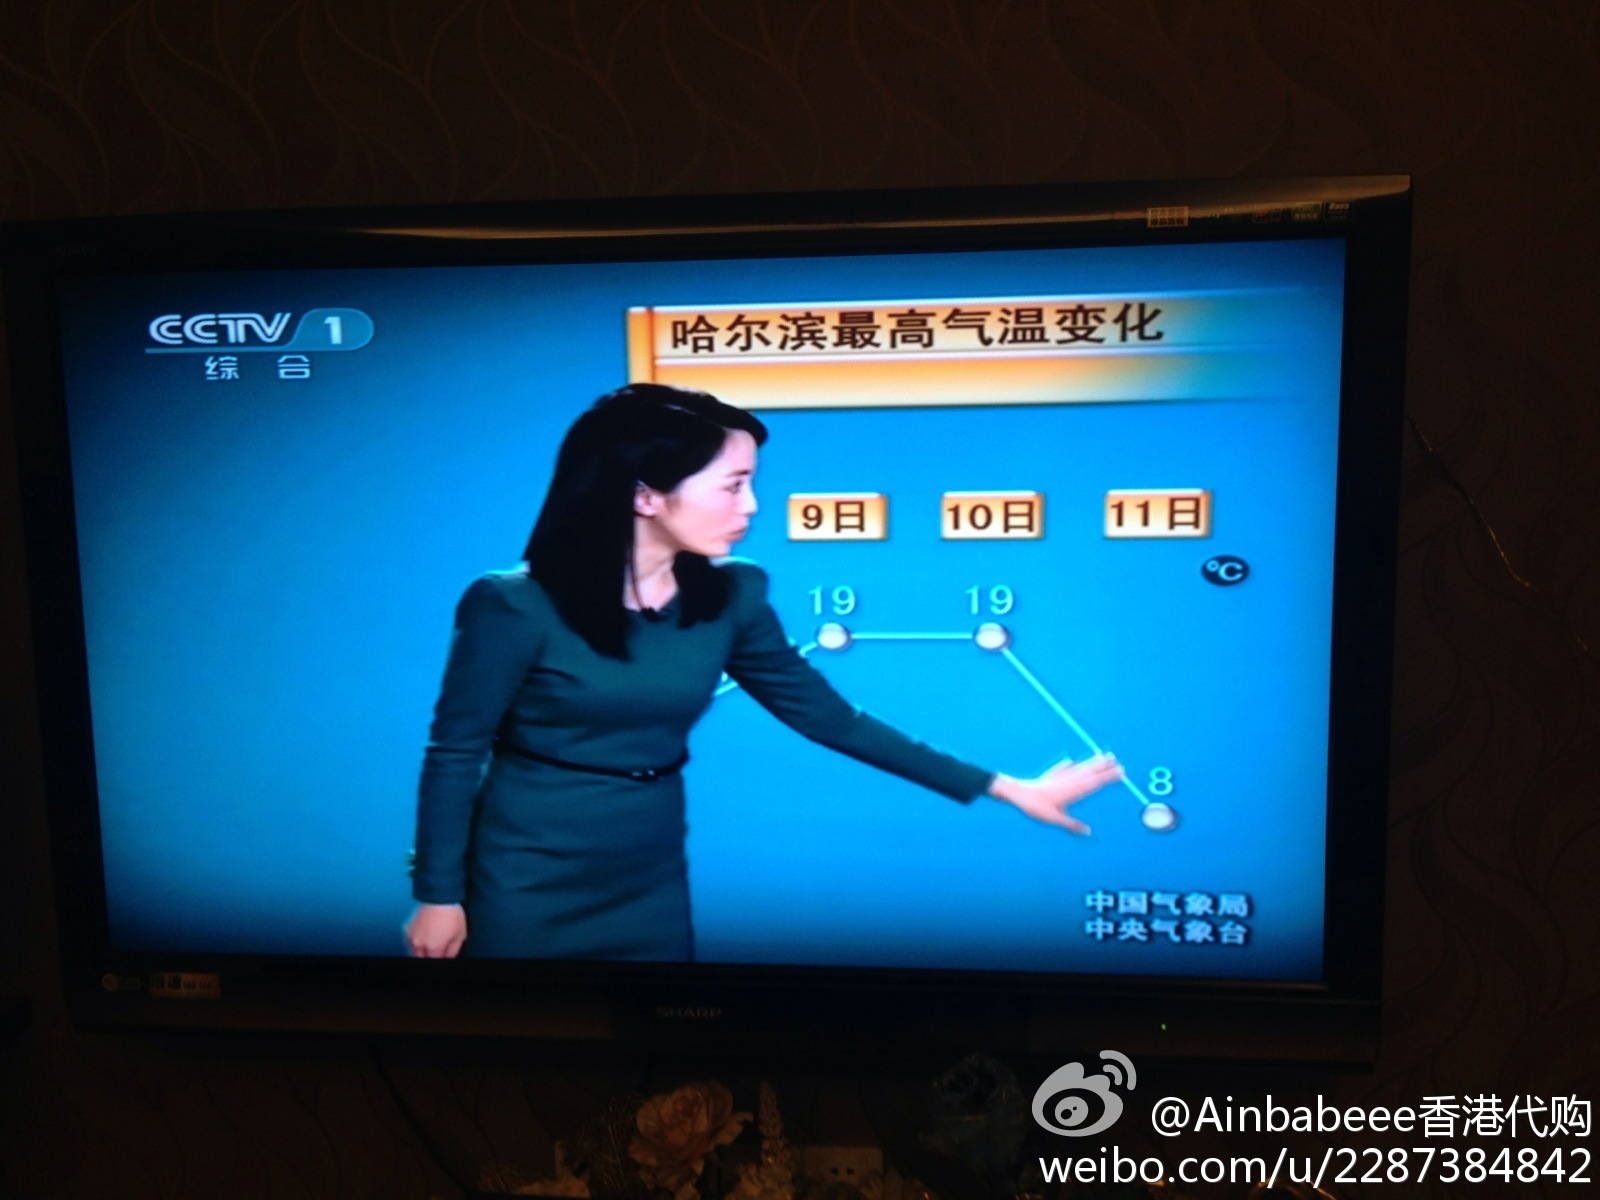 CCTV 1
综 合
哈尔滨最高气温变化
9日 10日 11日
℃
19 19
8
中国气象局
中央气象台
SHARP
@Ainbabeee香港代购
weibo.com/u/2287384842